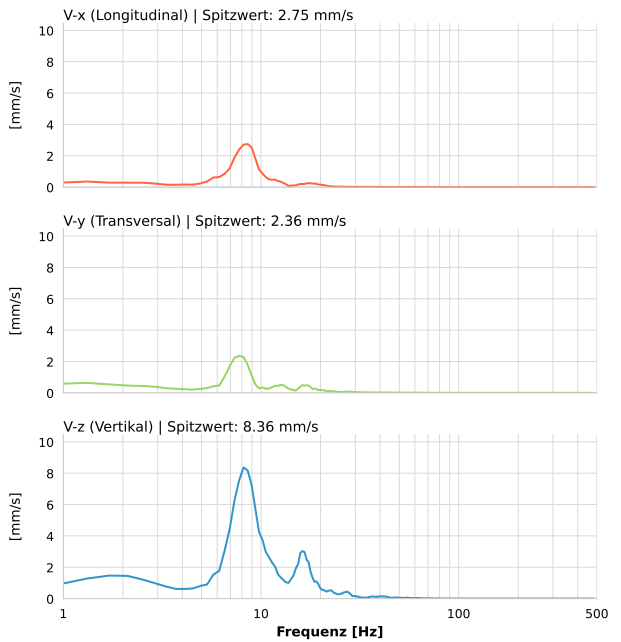 V-x (Longitudinal) | Spitzwert: 2.75 mm/s
10
8
6
4
2
0
[mm/s]
V-y (Transversal) | Spitzwert: 2.36 mm/s
10
8
6
4
2
0
[mm/s]
V-z (Vertikal) | Spitzwert: 8.36 mm/s
10
8
6
4
2
0
[mm/s]
1 10 100 500
Frequenz [Hz]